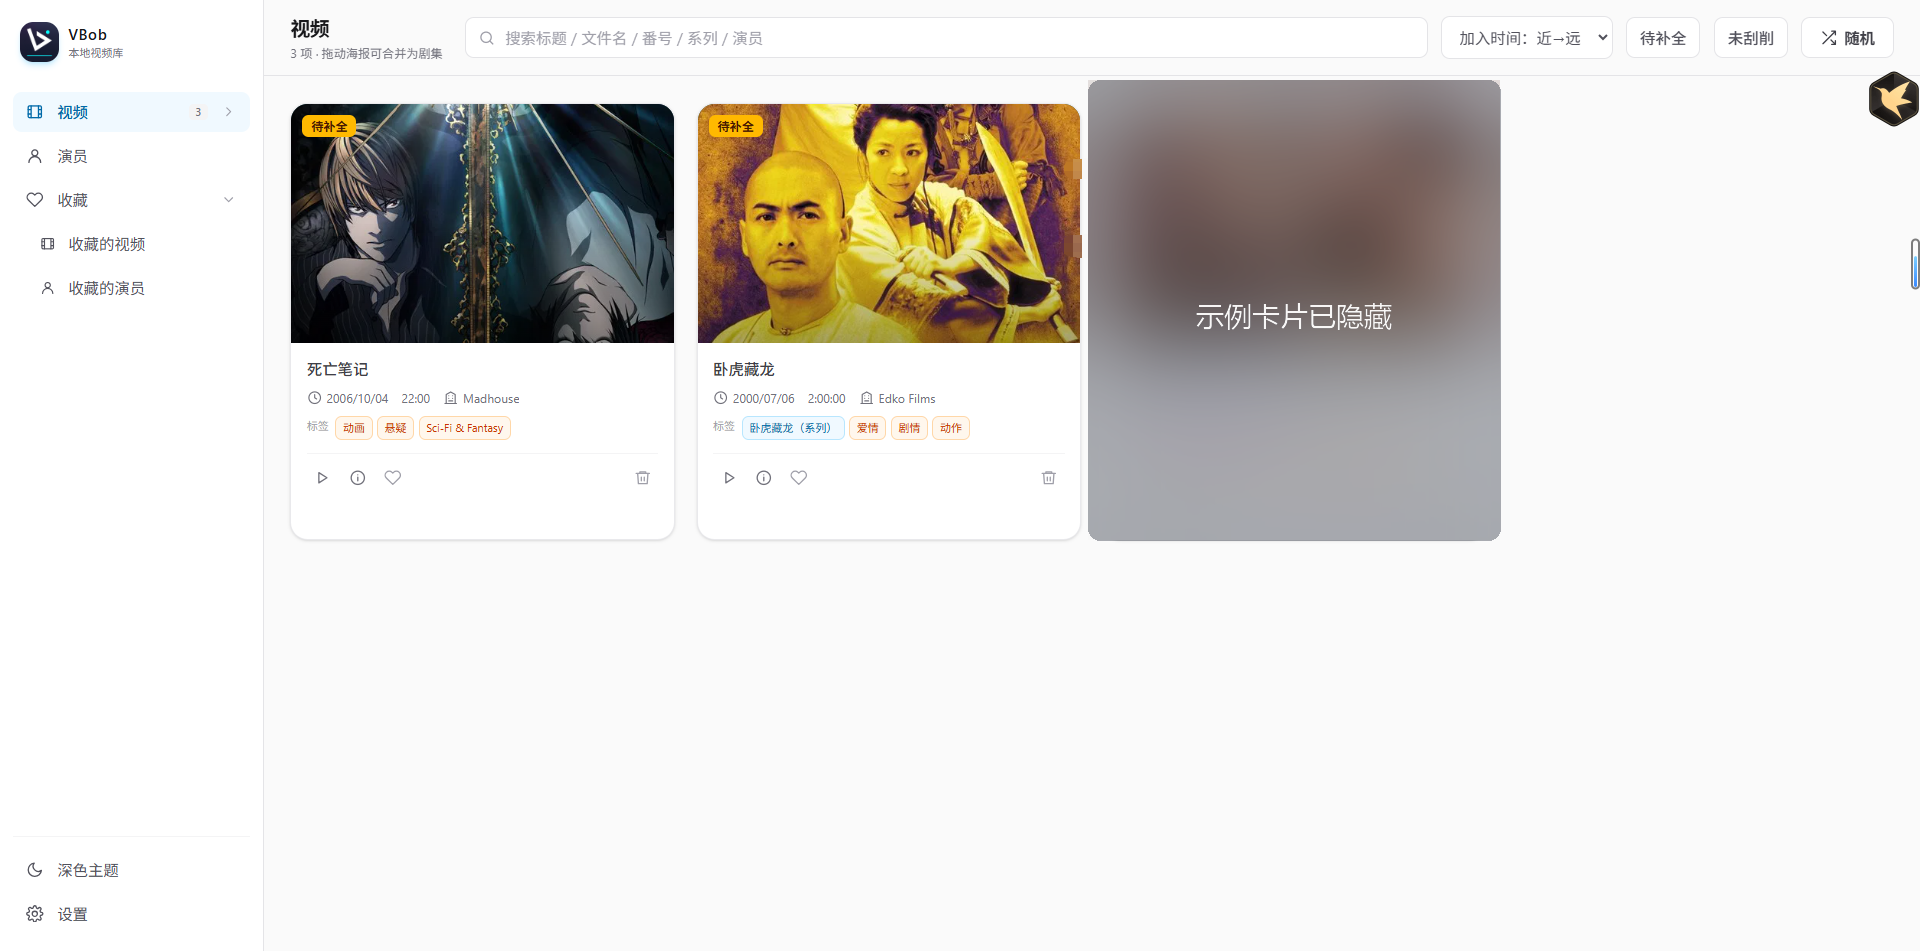 VBob
本地视频库
视频
3
演员
收藏
收藏的视频
收藏的演员
深色主题
设置
视频
3 项 · 拖动海报可合并为剧集
搜索标题 / 文件名 / 番号 / 系列 / 演员
加入时间：近→远
待补全
未刮削
随机
待补全
死亡笔记
2006/10/04 22:00 Madhouse
标签 动画 悬疑 Sci-Fi & Fantasy
待补全
卧虎藏龙
2000/07/06 2:00:00 Edko Films
标签 卧虎藏龙（系列） 爱情 剧情 动作
示例卡片已隐藏